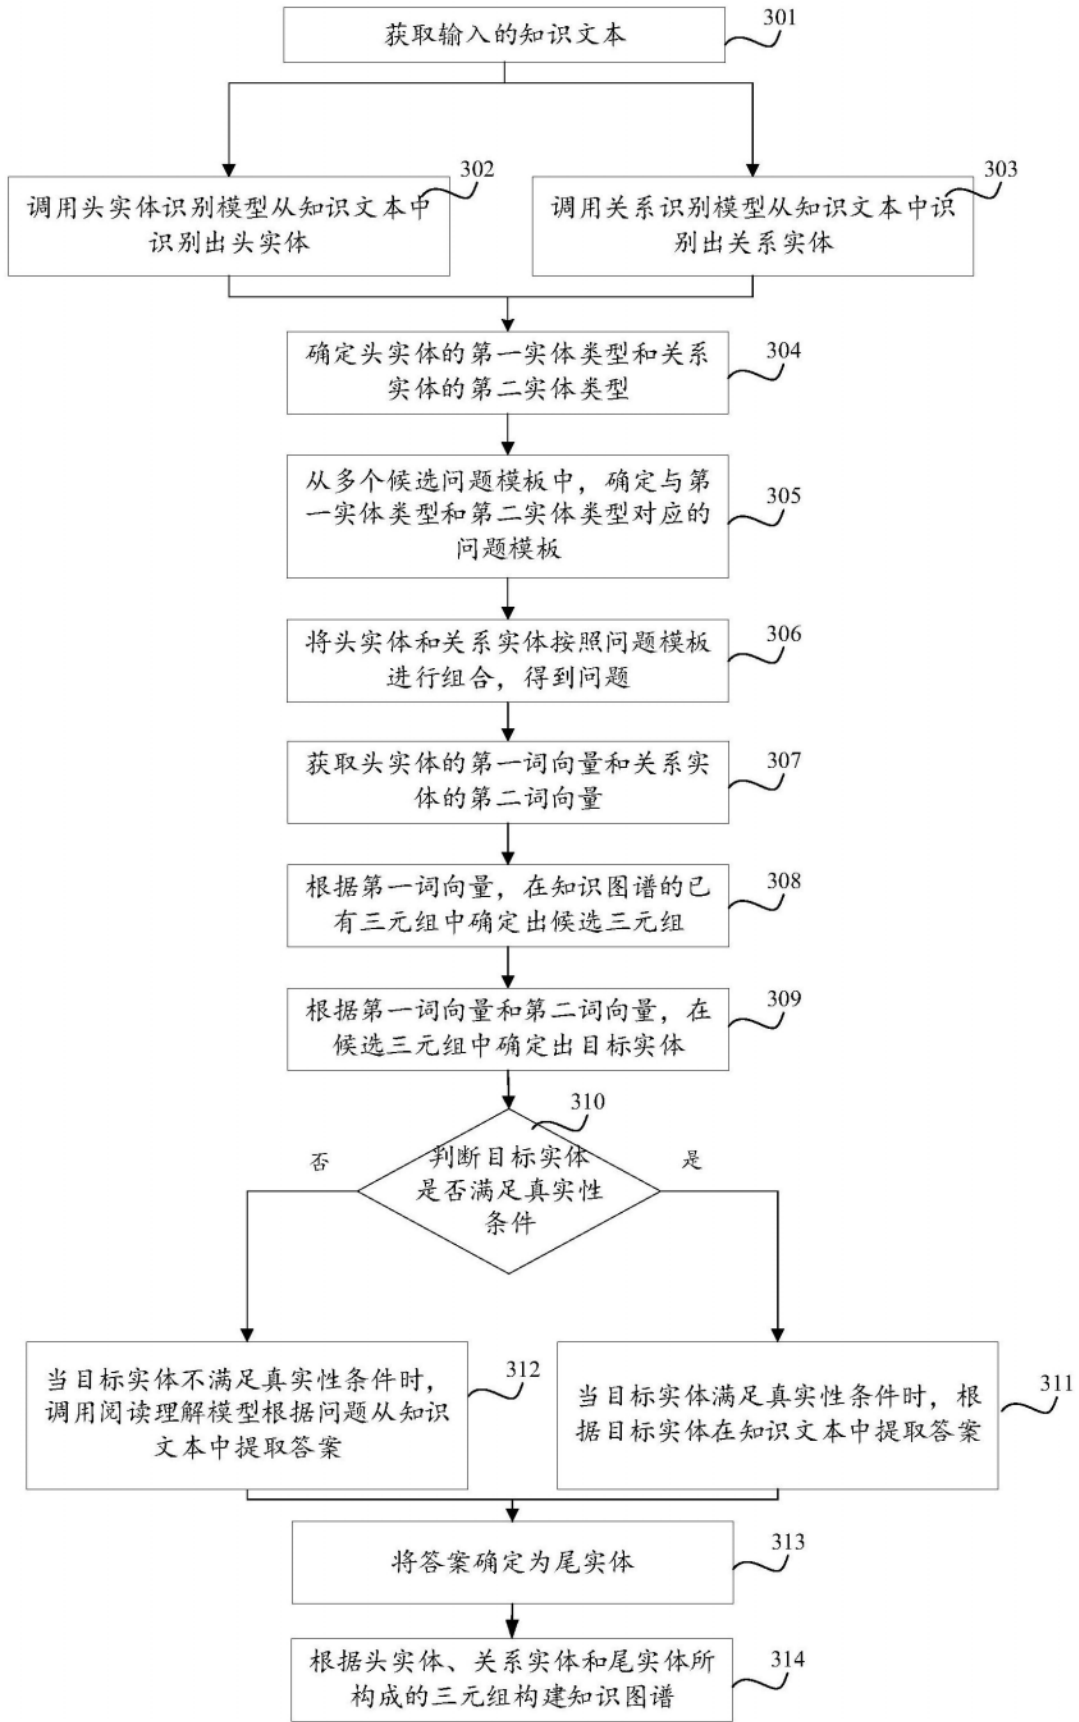 获取输入的知识文本
301
302
303
调用头实体识别模型从知识文本中
识别出头实体
调用关系识别模型从知识文本中识
别出关系实体
确定头实体的第一实体类型和关系
实体的第二实体类型
304
从多个候选问题模板中，确定与第
一实体类型和第二实体类型对应的
问题模板
305
将头实体和关系实体按照问题模板
进行组合，得到问题
306
获取头实体的第一词向量和关系实
体的第二词向量
307
根据第一词向量，在知识图谱的已
有三元组中确定出候选三元组
308
根据第一词向量和第二词向量，在
候选三元组中确定出目标实体
309
310
否
判断目标实体
是否满足真实性
条件
是
当目标实体不满足真实性条件时，
调用阅读理解模型根据问题从知识
文本中提取答案
312
当目标实体满足真实性条件时，根
据目标实体在知识文本中提取答案
311
将答案确定为尾实体
313
根据头实体、关系实体和尾实体所
构成的三元组构建知识图谱
314